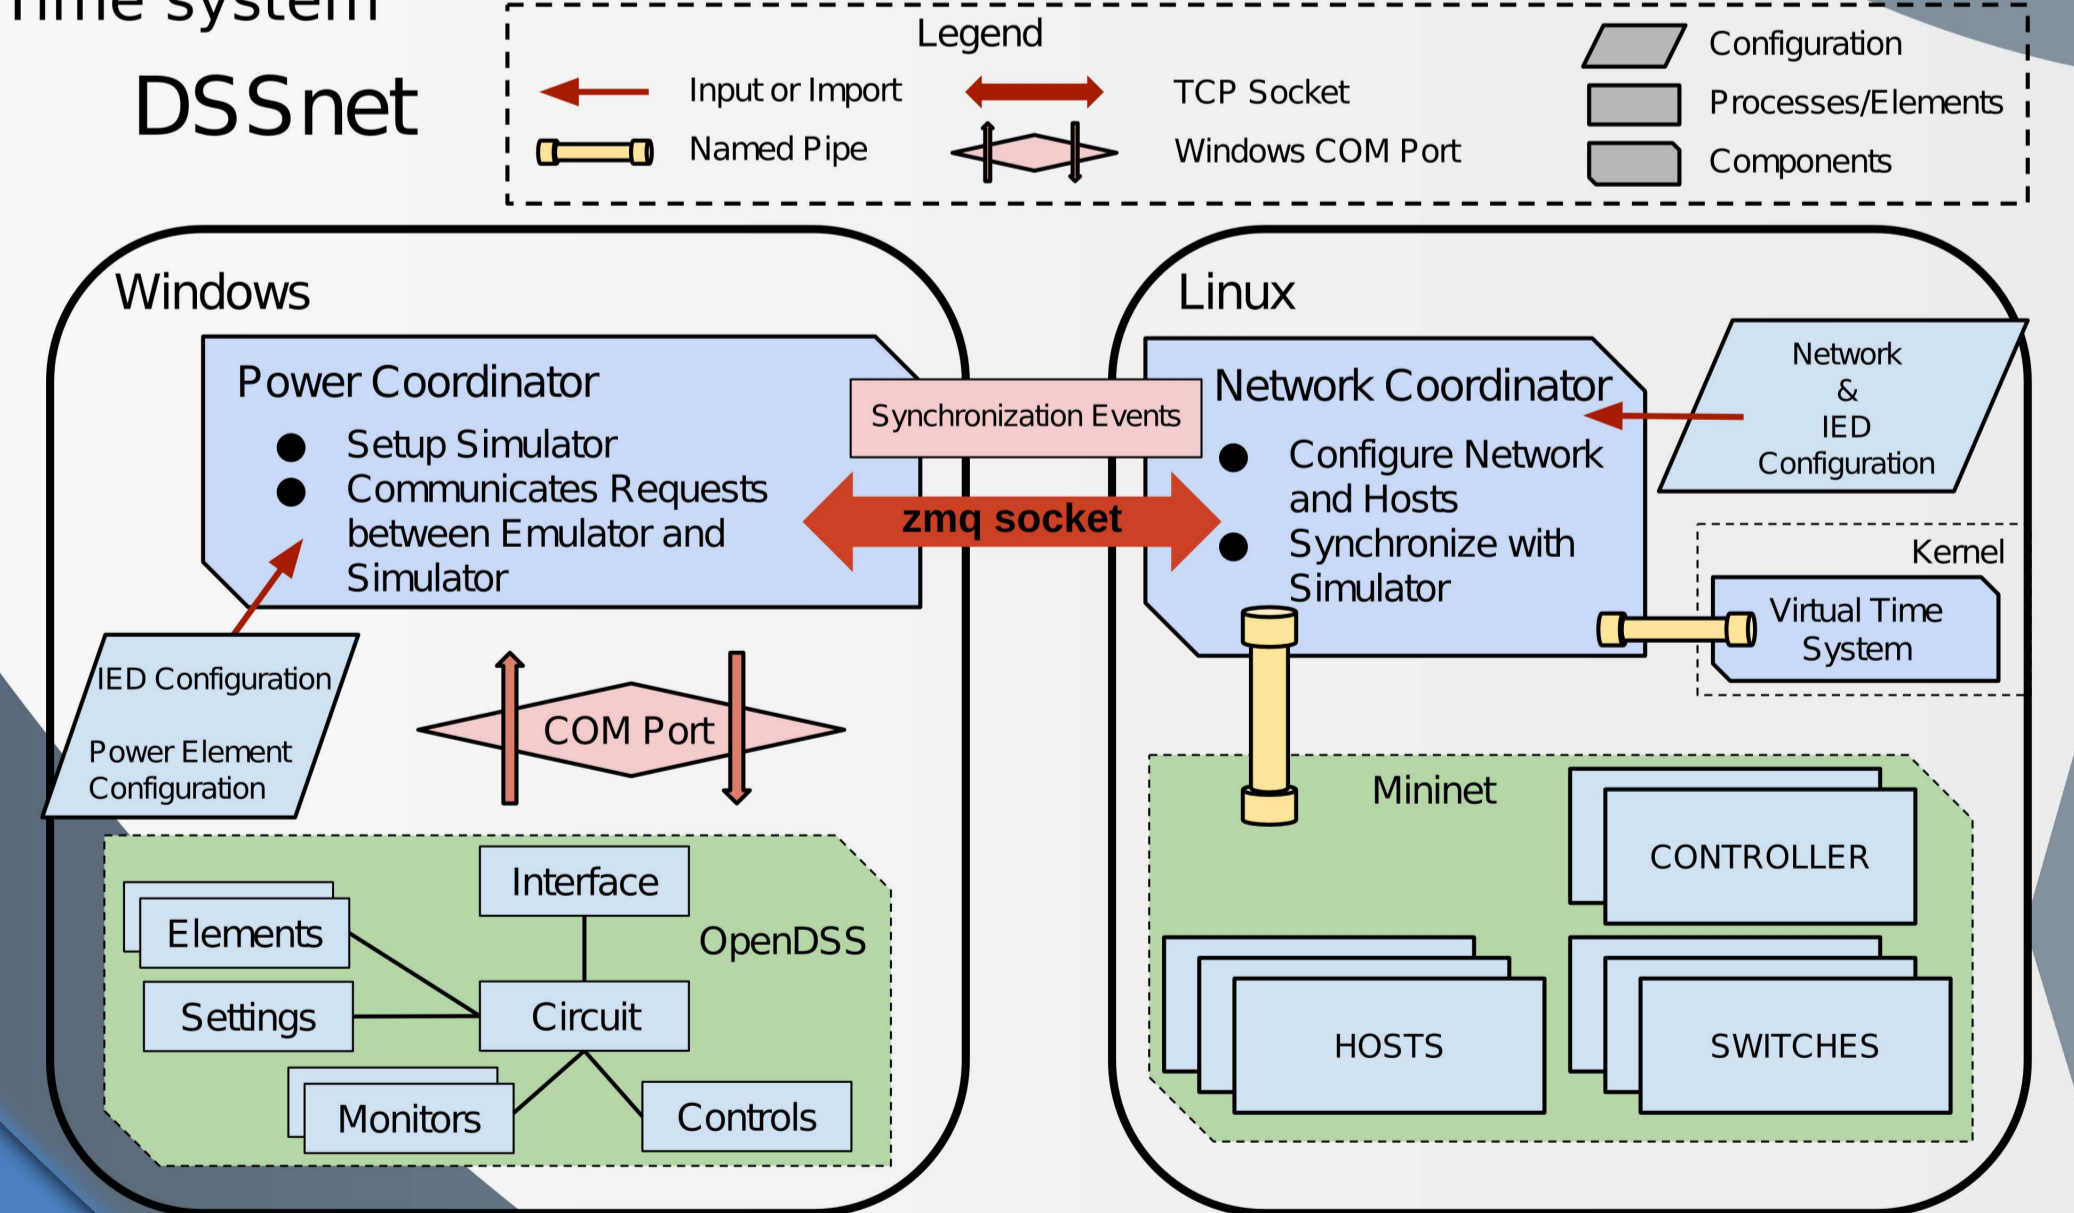 Time system
DSSnet
Legend
Input or Import
TCP Socket
Configuration
Named Pipe
Windows COM Port
Processes/Elements
Components
Windows
Power Coordinator
● Setup Simulator
● Communicates Requests
between Emulator and
Simulator
IED Configuration
Power Element
Configuration
COM Port
Interface
Elements
OpenDSS
Settings
Circuit
Monitors
Controls
Synchronization Events
zmq socket
Linux
Network Coordinator
● Configure Network
and Hosts
● Synchronize with
Simulator
Network
&
IED
Configuration
Kernel
Virtual Time
System
Mininet
CONTROLLER
HOSTS
SWITCHES